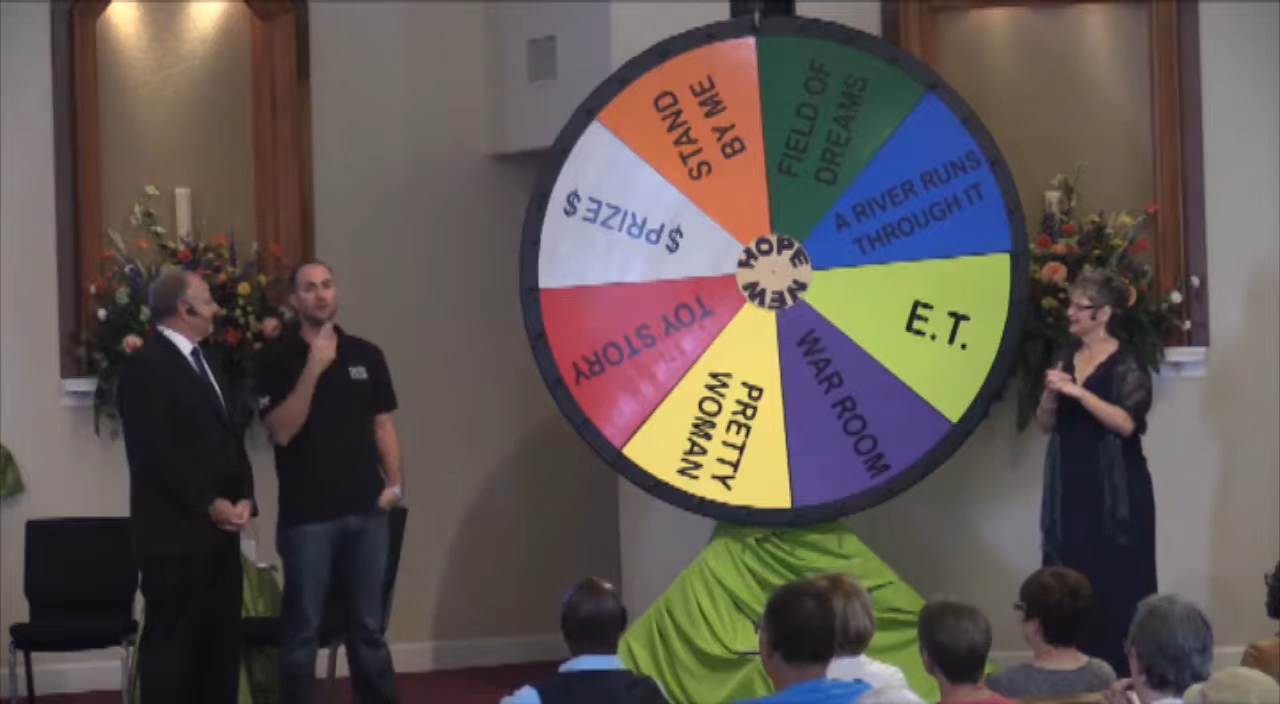 FIELD OF
DREAMS
A RIVER RUNS
THROUGH IT
E.T.
WAR ROOM
PRETTY
WOMAN
TOY STORY
$PRIZE$
STAND
BY ME
NEW
HOPE